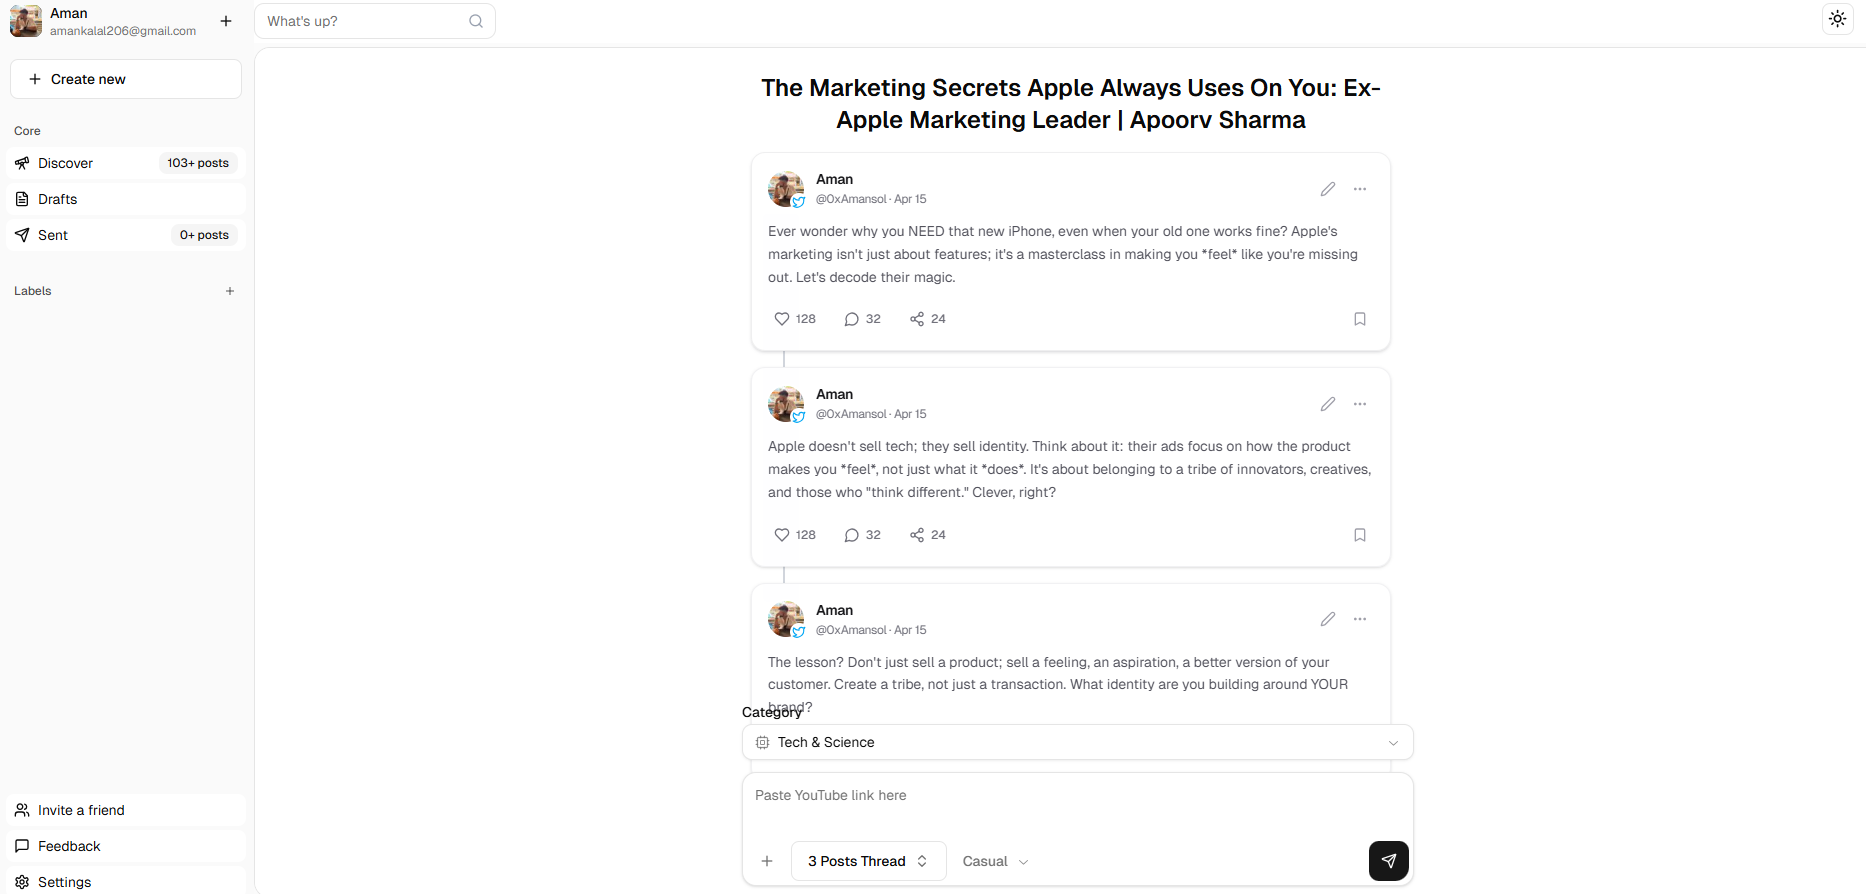 Aman
amankalal206@gmail.com
What's up?
Create new
Core
Discover 103+ posts
Drafts
Sent 0+ posts
Labels
Invite a friend
Feedback
Settings
The Marketing Secrets Apple Always Uses On You: Ex-
Apple Marketing Leader | Apoorv Sharma
Aman
@0xAmansol · Apr 15
Ever wonder why you NEED that new iPhone, even when your old one works fine? Apple's
marketing isn't just about features; it's a masterclass in making you *feel* like you're missing
out. Let's decode their magic.
128 32 24
Aman
@0xAmansol · Apr 15
Apple doesn't sell tech; they sell identity. Think about it: their ads focus on how the product
makes you *feel*, not just what it *does*. It's about belonging to a tribe of innovators, creatives,
and those who "think different." Clever, right?
128 32 24
Aman
@0xAmansol · Apr 15
The lesson? Don't just sell a product; sell a feeling, an aspiration, a better version of your
customer. Create a tribe, not just a transaction. What identity are you building around YOUR
brand?
Category
Tech & Science
Paste YouTube link here
3 Posts Thread Casual